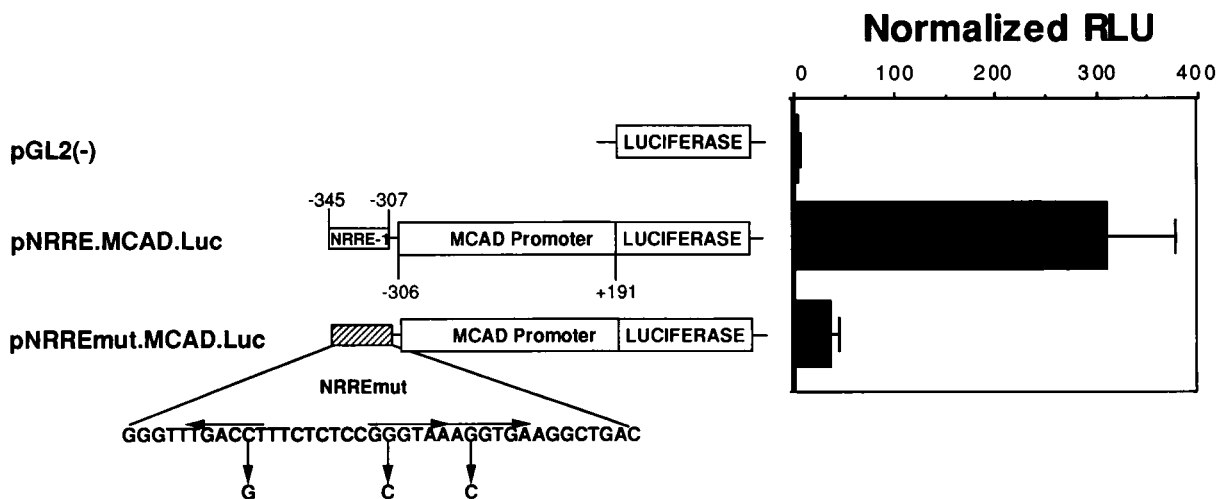 Normalized RLU
0 100 200 300 400
pGL2(-)
LUCIFERASE
-345 -307
pNRRE.MCAD.Luc
NRRE-1
MCAD Promoter
LUCIFERASE
-306 +191
pNRREmut.MCAD.Luc
MCAD Promoter
LUCIFERASE
NRREmut
GGGTTTGACCTTTCTCTCCGGGTAAAGGTGAAGGCTGAC
G C C